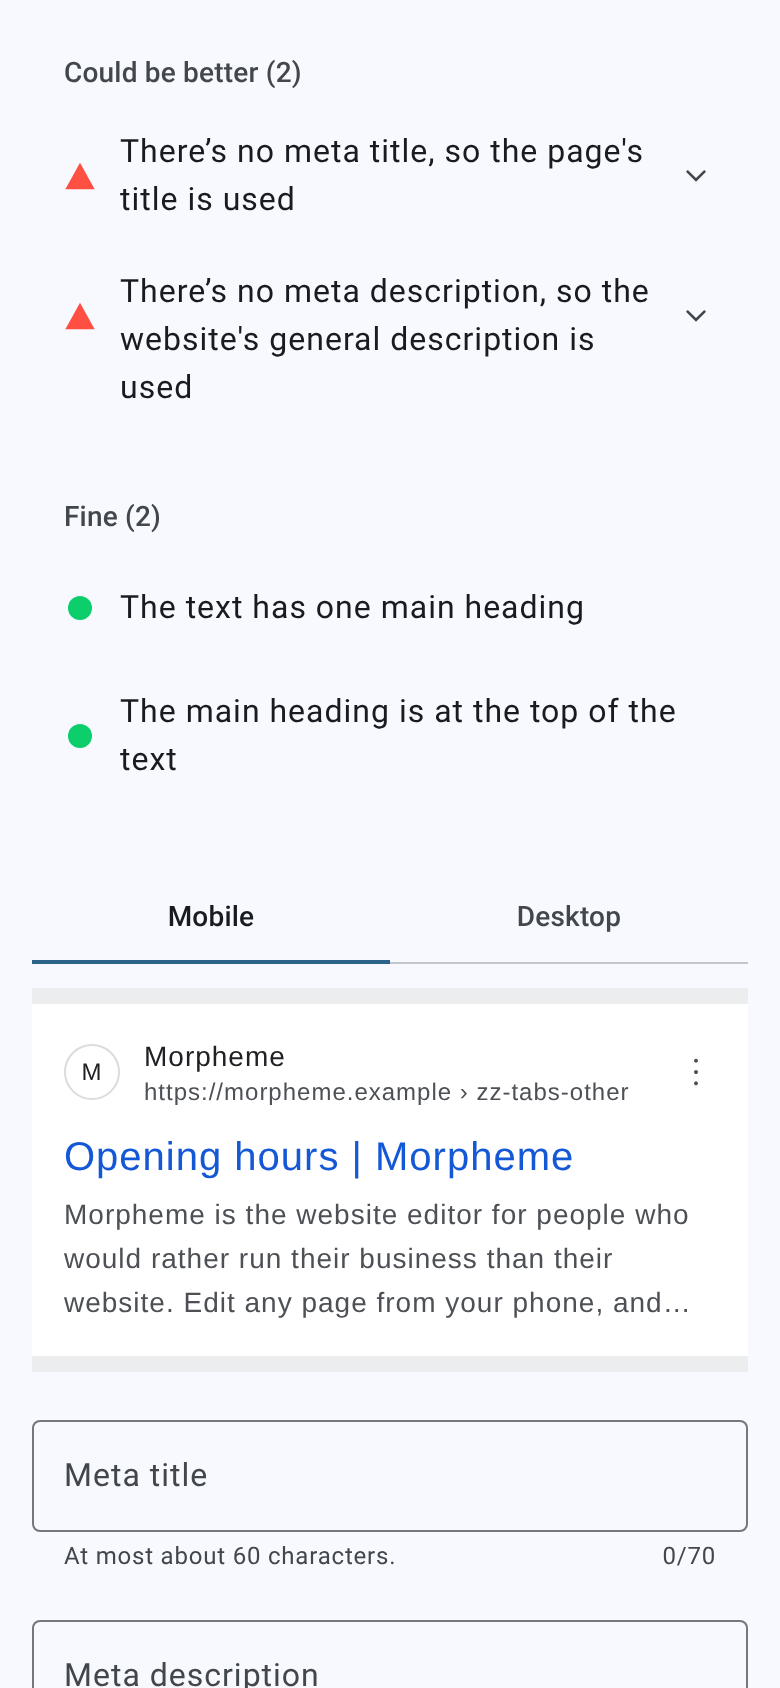 Could be better (2)
There’s no meta title, so the page's
title is used
There’s no meta description, so the
website's general description is
used
Fine (2)
The text has one main heading
The main heading is at the top of the
text
Mobile
Desktop
M
Morpheme
https://morpheme.example › zz-tabs-other
Opening hours | Morpheme
Morpheme is the website editor for people who
would rather run their business than their
website. Edit any page from your phone, and…
Meta title
At most about 60 characters.
0/70
Meta description